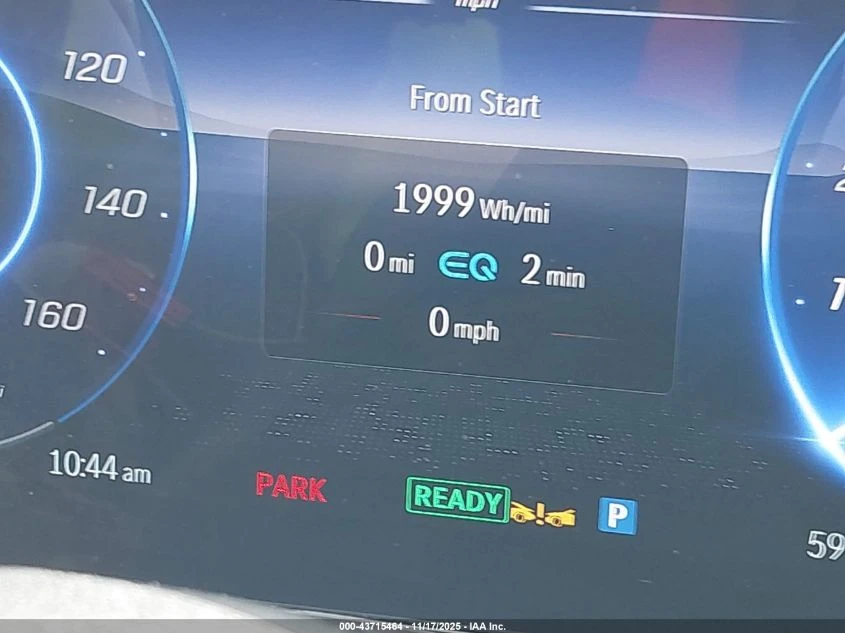 mph
120
From Start
140
1999 Wh/mi
0 mi EQ 2 min
160
0 mph
10:44 am
PARK
READY
P
59
000-43715464 - 11/17/2025 - IAA Inc.